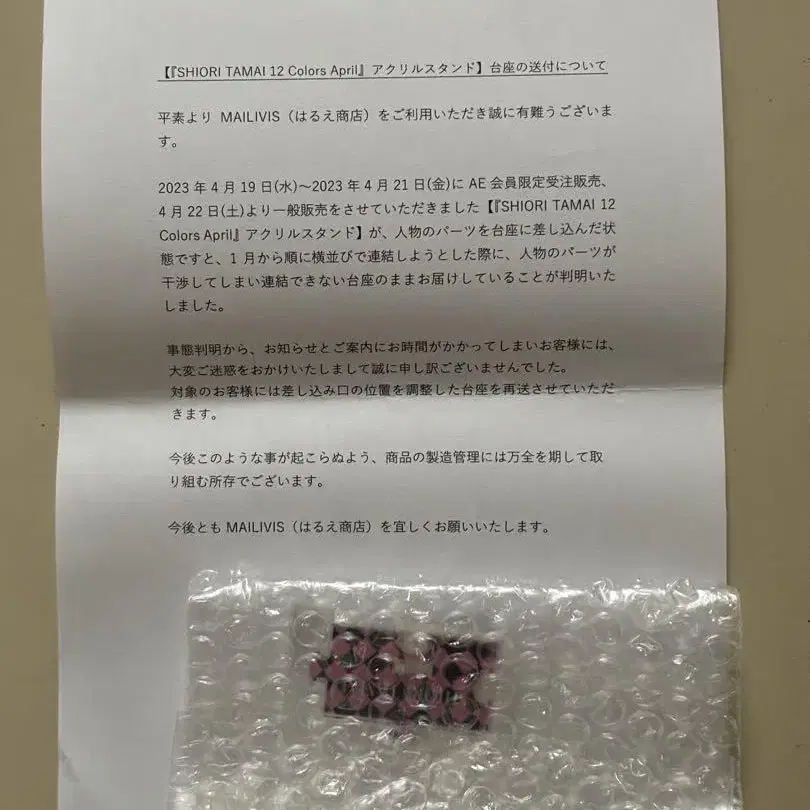 【『SHIORI TAMAI 12 Colors April』アクリルスタンド】台座の送付について
平素より MAILIVIS（はるえ商店）をご利用いただき誠に有難うございま
す。
2023 年 4 月 19 日(水)～2023 年 4 月 21 日(金)に AE 会員限定受注販売、
4 月 22 日(土)より一般販売をさせていただきました【『SHIORI TAMAI 12
Colors April』アクリルスタンド】が、人物のパーツを台座に差し込んだ状
態ですと、1 月から順に横並びで連結しようとした際に、人物のパーツが
干渉してしまい連結できない台座のままお届けしていることが判明いた
しました。
事態判明から、お知らせとご案内にお時間がかかってしまいお客様には、
大変ご迷惑をおかけいたしまして誠に申し訳ございませんでした。
対象のお客様には差し込み口の位置を調整した台座を再送させていただ
きます。
今後このような事が起こらぬよう、商品の製造管理には万全を期して取
り組む所存でございます。
今後とも MAILIVIS（はるえ商店）を宜しくお願いいたします。